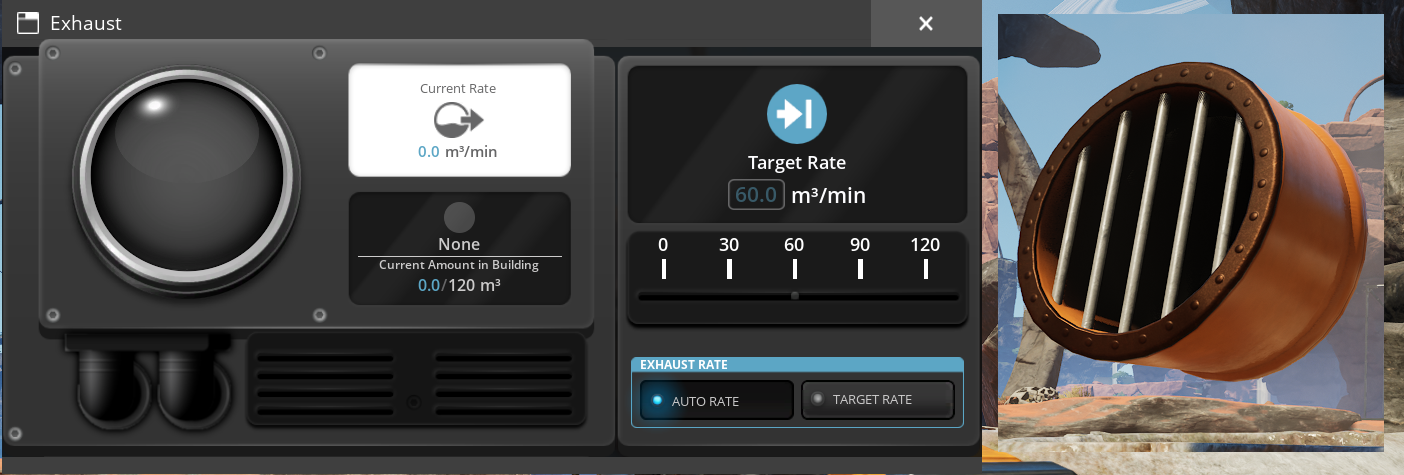 Exhaust
Current Rate
0.0 m³/min
None
Current Amount in Building
0.0/120 m³
Target Rate
60.0 m³/min
0 30 60 90 120
EXHAUST RATE
AUTO RATE
TARGET RATE